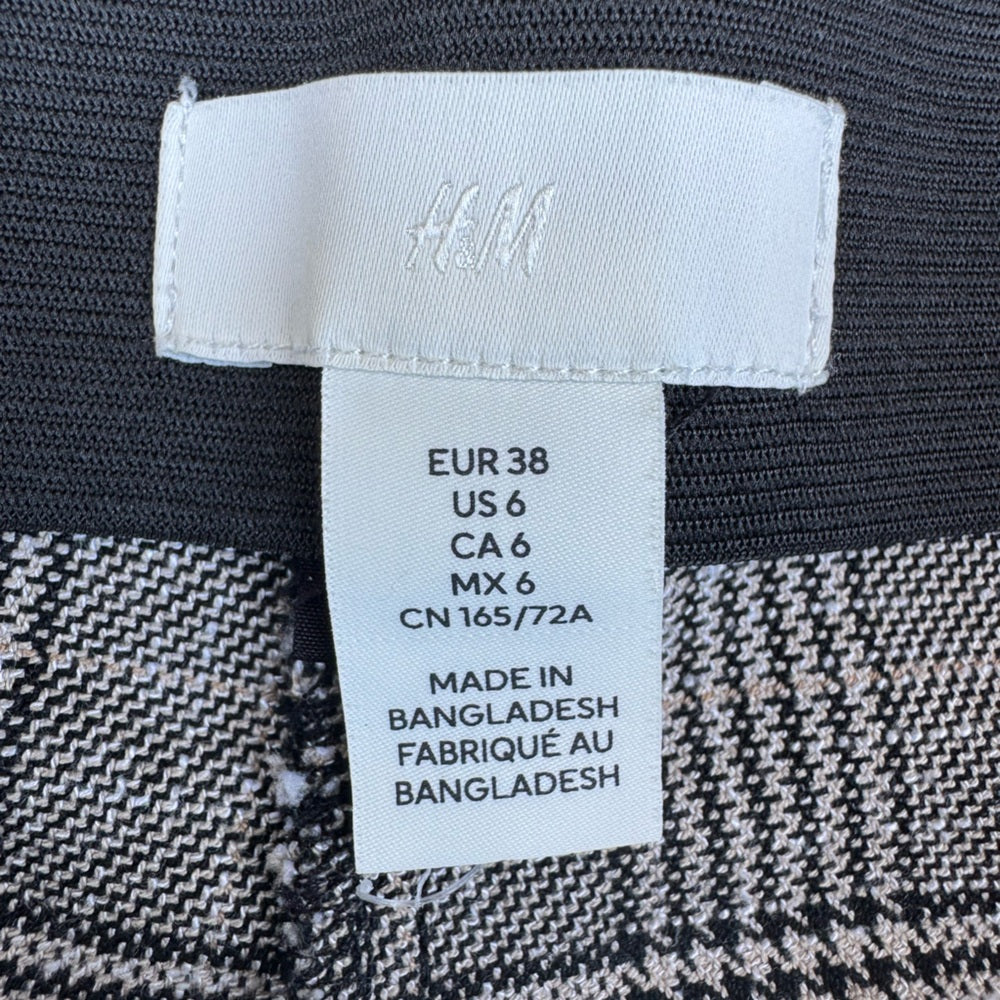 H&M
EUR 38
US 6
CA 6
MX 6
CN 165/72A
MADE IN
BANGLADESH
FABRIQUÉ AU
BANGLADESH